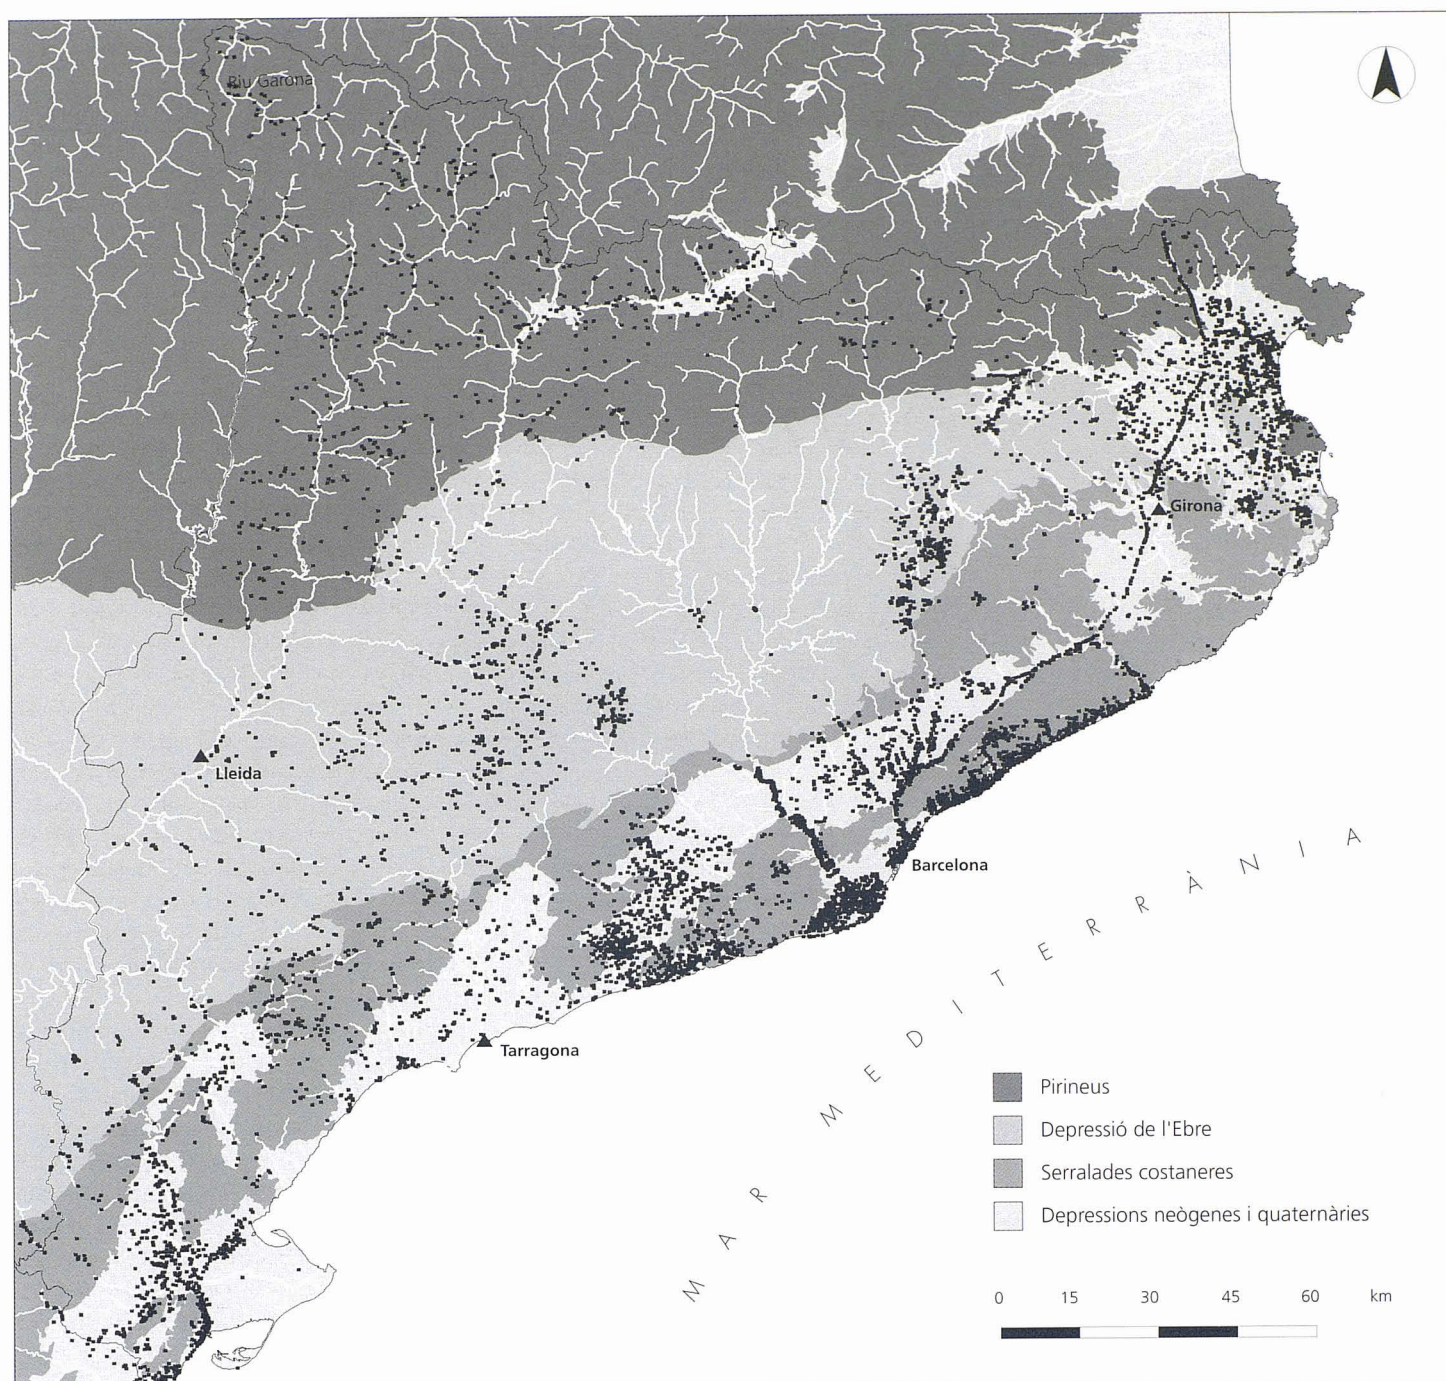 Riu Garona
Girona
Lleida
Barcelona
Tarragona
MAR MEDITERRÀNIA
Pirineus
Depressió de l'Ebre
Serralades costaneres
Depressions neògenes i quaternàries
0 15 30 45 60 km